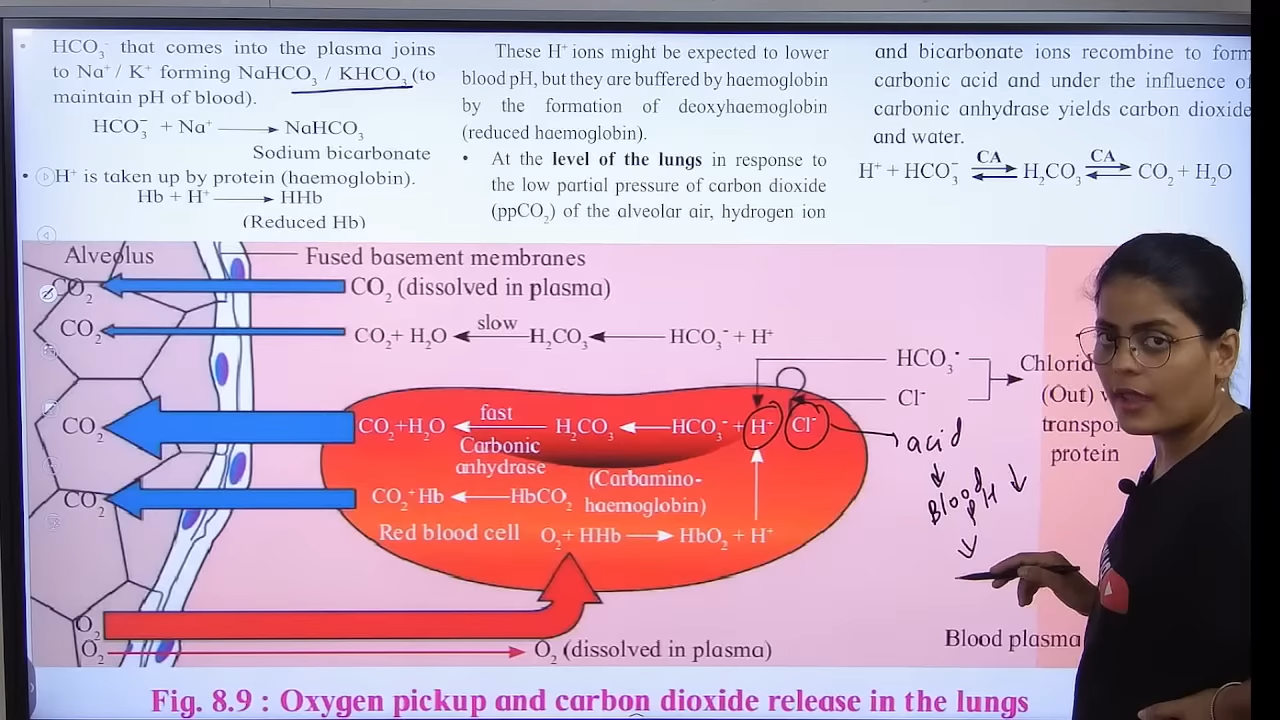 • HCO₃⁻ that comes into the plasma joins
to Na⁺/ K⁺ forming NaHCO₃ / KHCO₃ (to
maintain pH of blood).
HCO₃⁻ + Na⁺ ⟶ NaHCO₃
Sodium bicarbonate
• H⁺ is taken up by protein (haemoglobin).
Hb + H⁺ ⟶ HHb
(Reduced Hb)
These H⁺ ions might be expected to lower
blood pH, but they are buffered by haemoglobin
by the formation of deoxyhaemoglobin
(reduced haemoglobin).
• At the level of the lungs in response to
the low partial pressure of carbon dioxide
(ppCO₂) of the alveolar air, hydrogen ion
and bicarbonate ions recombine to form
carbonic acid and under the influence of
carbonic anhydrase yields carbon dioxide
and water.
CA CA
H⁺ + HCO₃⁻ ⇌ H₂CO₃ ⇌ CO₂ + H₂O
Alveolus
Fused basement membranes
CO₂
CO₂ (dissolved in plasma)
CO₂
CO₂+ H₂O ⟵ slow H₂CO₃ ⟵ HCO₃⁻ + H⁺
HCO₃⁻
Cl⁻
Chlorid
(Out)
transpo
protein
CO₂
CO₂+H₂O ⟵ fast H₂CO₃ ⟵ HCO₃⁻ + H⁺ Cl⁻
Carbonic
anhydrase
acid
Blood
pH ↓
CO₂
CO₂⁺Hb ⟵ HbCO₂
(Carbamino-
haemoglobin)
Red blood cell O₂+ HHb ⟶ HbO₂ + H⁺
O₂
O₂
O₂ (dissolved in plasma)
Blood plasma
Fig. 8.9 : Oxygen pickup and carbon dioxide release in the lungs